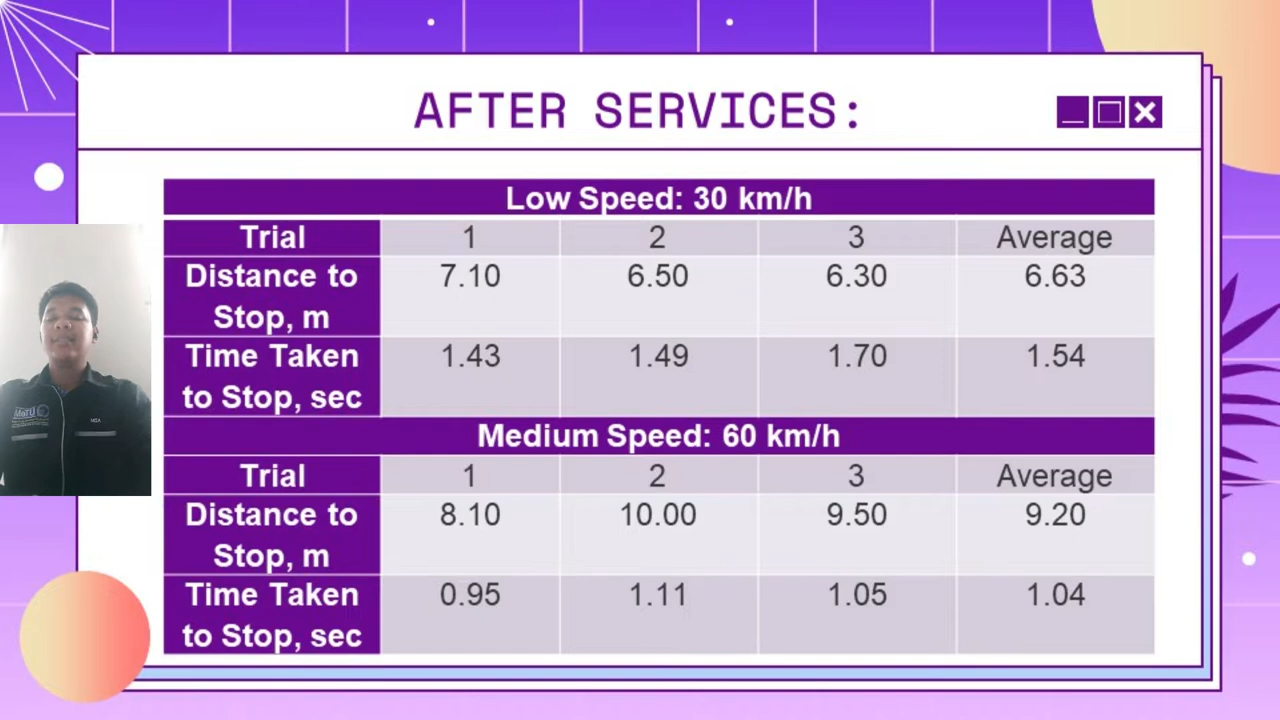 AFTER SERVICES:
Low Speed: 30 km/h
Trial 1 2 3 Average
Distance to Stop, m 7.10 6.50 6.30 6.63
Time Taken to Stop, sec 1.43 1.49 1.70 1.54
Medium Speed: 60 km/h
Trial 1 2 3 Average
Distance to Stop, m 8.10 10.00 9.50 9.20
Time Taken to Stop, sec 0.95 1.11 1.05 1.04